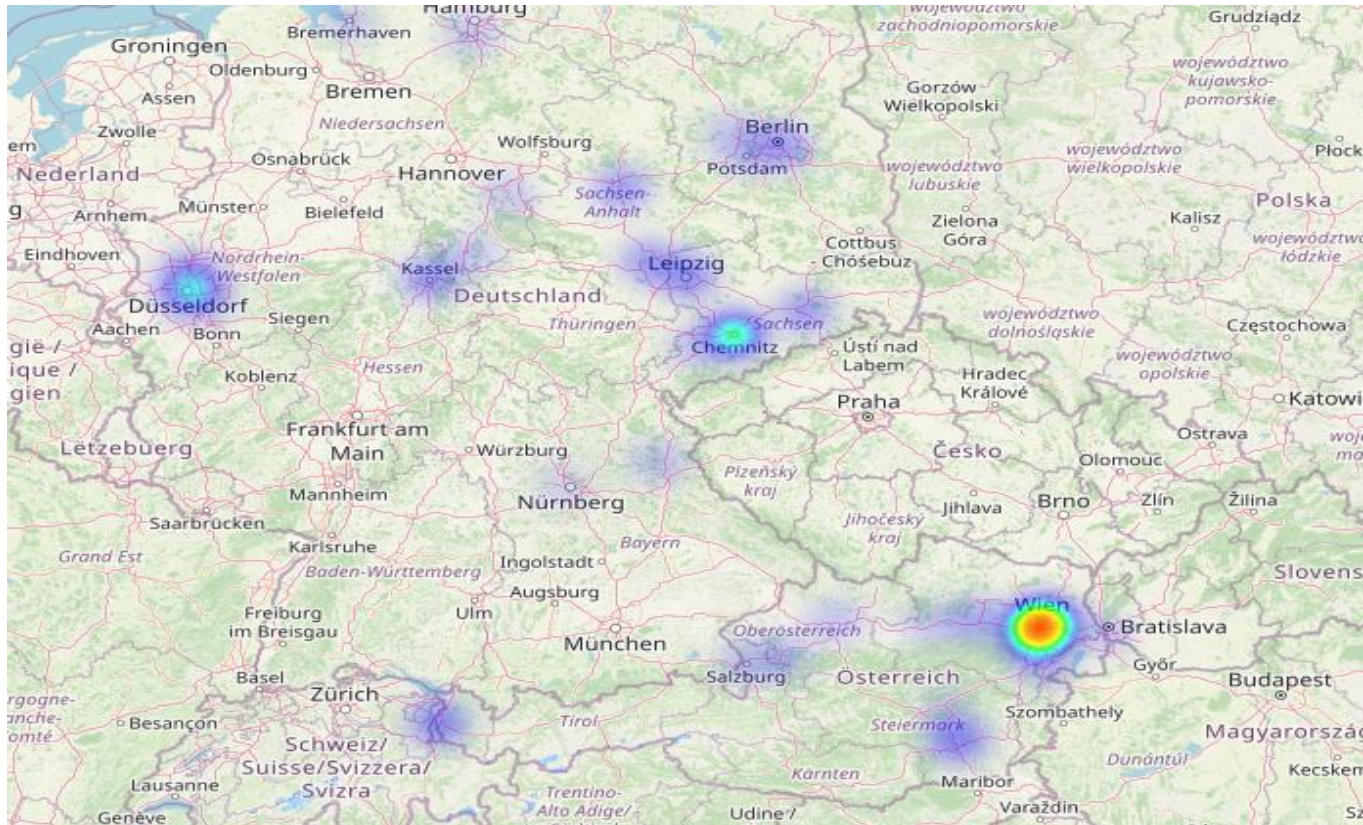 Hamburg
województwo
zachodniopomorskie
Grudziądz
Bremerhaven
Groningen
Oldenburg
Bremen
województwo
kujawsko-
pomorskie
Gorzów
Wielkopolski
Assen
Niedersachsen
Berlin
Zwolle
Wolfsburg
Płock
em
Osnabrück
Hannover
Potsdam
województwo
lubuskie
województwo
wielkopolskie
Nederland
Sachsen-
Anhalt
Polska
g
Arnhem
Münster
Bielefeld
Zielona
Góra
Kalisz
Eindhoven
Nordrhein-
Westfalen
Kassel
Leipzig
Cottbus
- Chóśebuz
województwo
łódzkie
Düsseldorf
Deutschland
Aachen
Bonn
Siegen
Thüringen
Sachsen
Chemnitz
województwo
dolnośląskie
Częstochowa
gie /
ique /
gien
Koblenz
Hessen
Ústí nad
Labem
Hradec
Králové
województwo
opolskie
Katowi
Praha
Frankfurt am
Main
Lëtzebuerg
Würzburg
Plzeňský
kraj
Česko
Olomouc
Ostrava
Mannheim
Nürnberg
Jihlava
Brno
Zlín
Žilina
Saarbrücken
Jihočeský
kraj
Karlsruhe
Bayern
Grand Est
Baden-Württemberg
Ingolstadt
Slovens
Augsburg
Freiburg
im Breisgau
Ulm
München
Oberösterreich
Wien
Bratislava
Basel
Zürich
Salzburg
Österreich
Győr
Budapest
Besançon
Tirol
Steiermark
Szombathely
Magyarorszá
Schweiz/
Suisse/Svizzera/
Svizra
Kärnten
Dunántúl
Kecskem
Lausanne
Maribor
Genève
Trentino-
Alto Adige/
Udine /
Varaždin